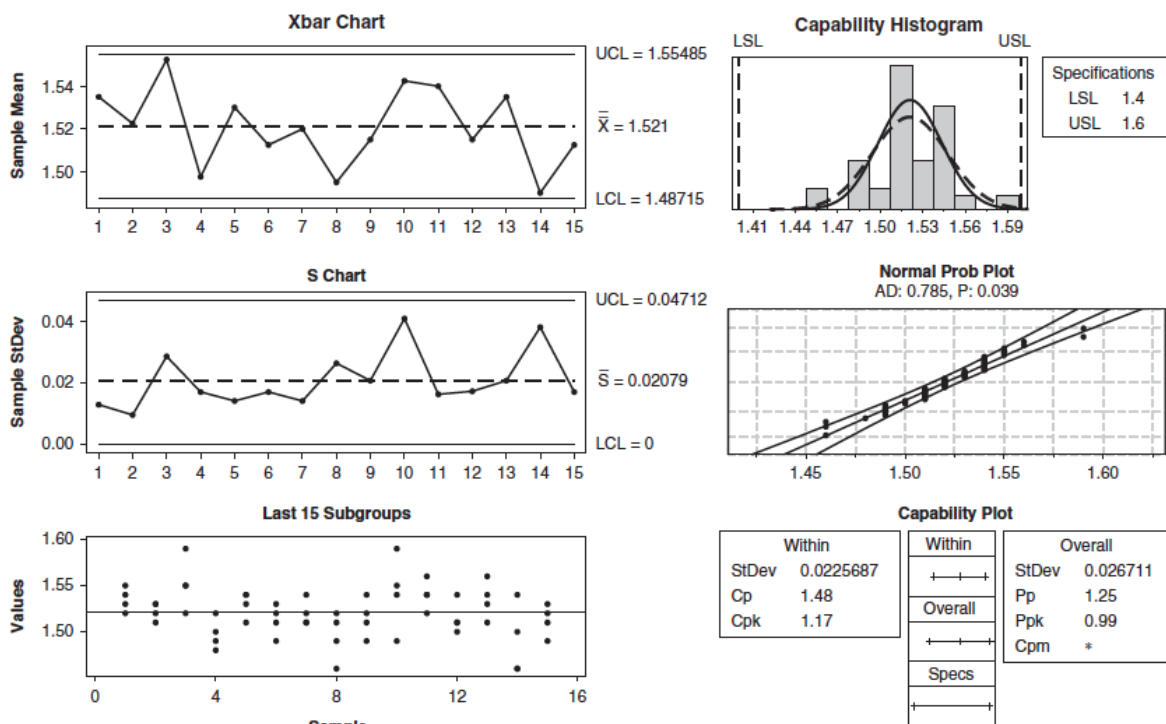 Xbar Chart
Sample Mean
1.54
1.52
1.50
UCL = 1.55485
X = 1.521
LCL = 1.48715
1 2 3 4 5 6 7 8 9 10 11 12 13 14 15
Capability Histogram
LSL USL
1.41 1.44 1.47 1.50 1.53 1.56 1.59
Specifications
LSL 1.4
USL 1.6
S Chart
Sample StDev
0.04
0.02
0.00
UCL = 0.04712
S̄ = 0.02079
LCL = 0
1 2 3 4 5 6 7 8 9 10 11 12 13 14 15
Normal Prob Plot
AD: 0.785, P: 0.039
1.45 1.50 1.55 1.60
Last 15 Subgroups
Values
1.60
1.55
1.50
0 4 8 12 16
Capability Plot
Within
StDev 0.0225687
Cp 1.48
Cpk 1.17
Within
Overall
Specs
Overall
StDev 0.026711
Pp 1.25
Ppk 0.99
Cpm *